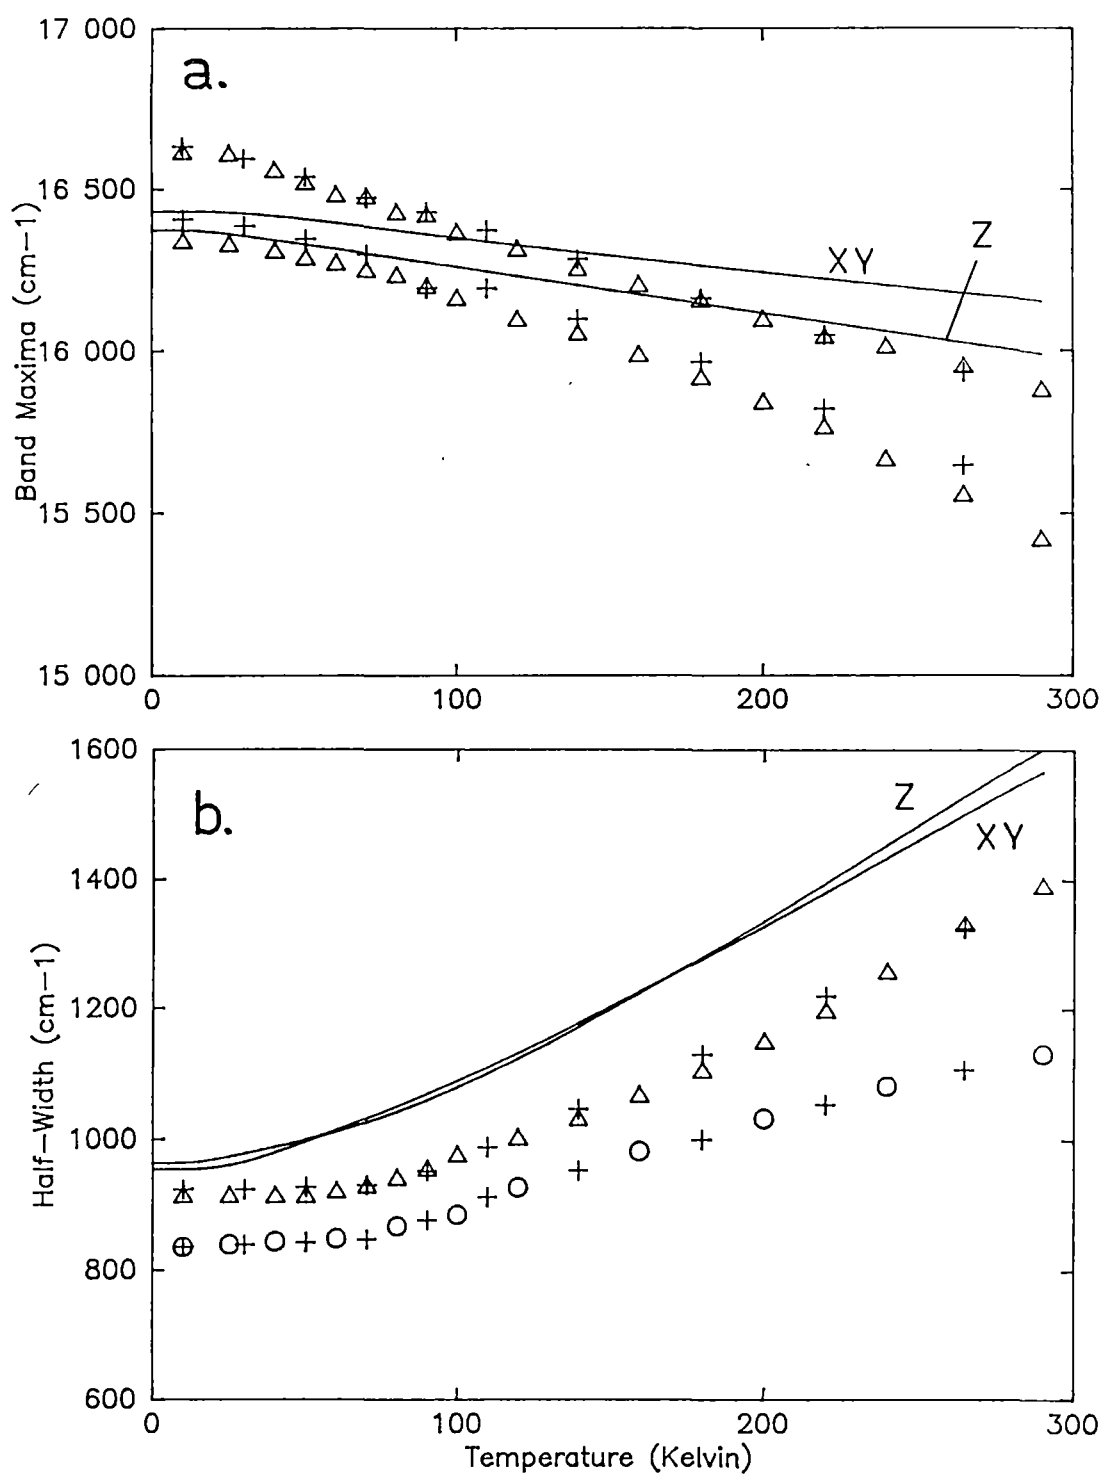 17 000
a.
16 500
XY
Z
16 000
15 500
15 000
0
100
200
300
Band Maxima (cm−1)
1600
b.
Z
XY
1400
1200
1000
800
600
0
100
200
300
Half−Width (cm−1)
Temperature (Kelvin)